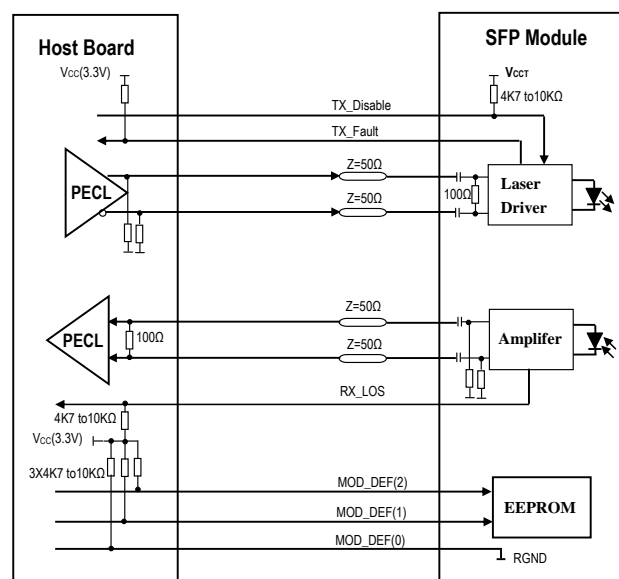 Host Board
SFP Module
Vcc(3.3V)
VCCT
4K7 to10KΩ
TX_Disable
TX_Fault
PECL
Z=50Ω
Z=50Ω
100Ω
Laser
Driver
Z=50Ω
PECL
100Ω
Z=50Ω
Amplifer
RX_LOS
4K7 to10KΩ
Vcc(3.3V)
3X4K7 to10KΩ
MOD_DEF(2)
MOD_DEF(1)
EEPROM
MOD_DEF(0)
RGND